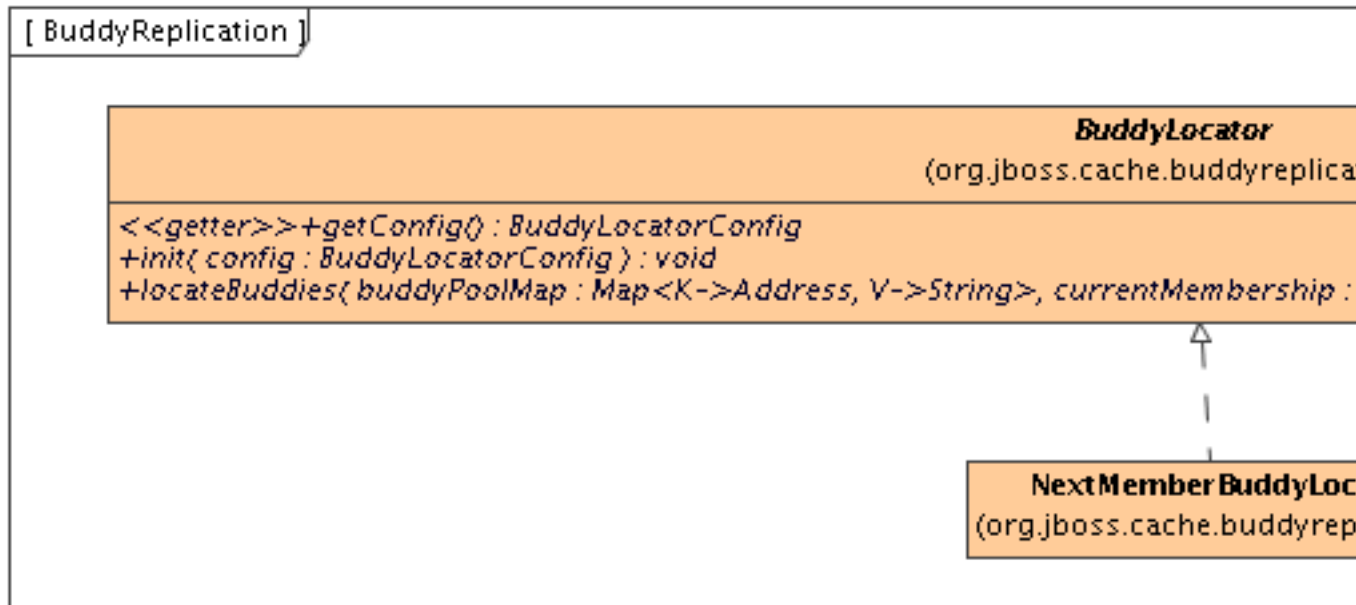 [ BuddyReplication ]
BuddyLocator
(org.jboss.cache.buddyreplica
<<getter>>+getConfig() : BuddyLocatorConfig
+init( config : BuddyLocatorConfig ) : void
+locateBuddies( buddyPoolMap : Map<K->Address, V->String>, currentMembership :
NextMemberBuddyLoc
(org.jboss.cache.buddyrep